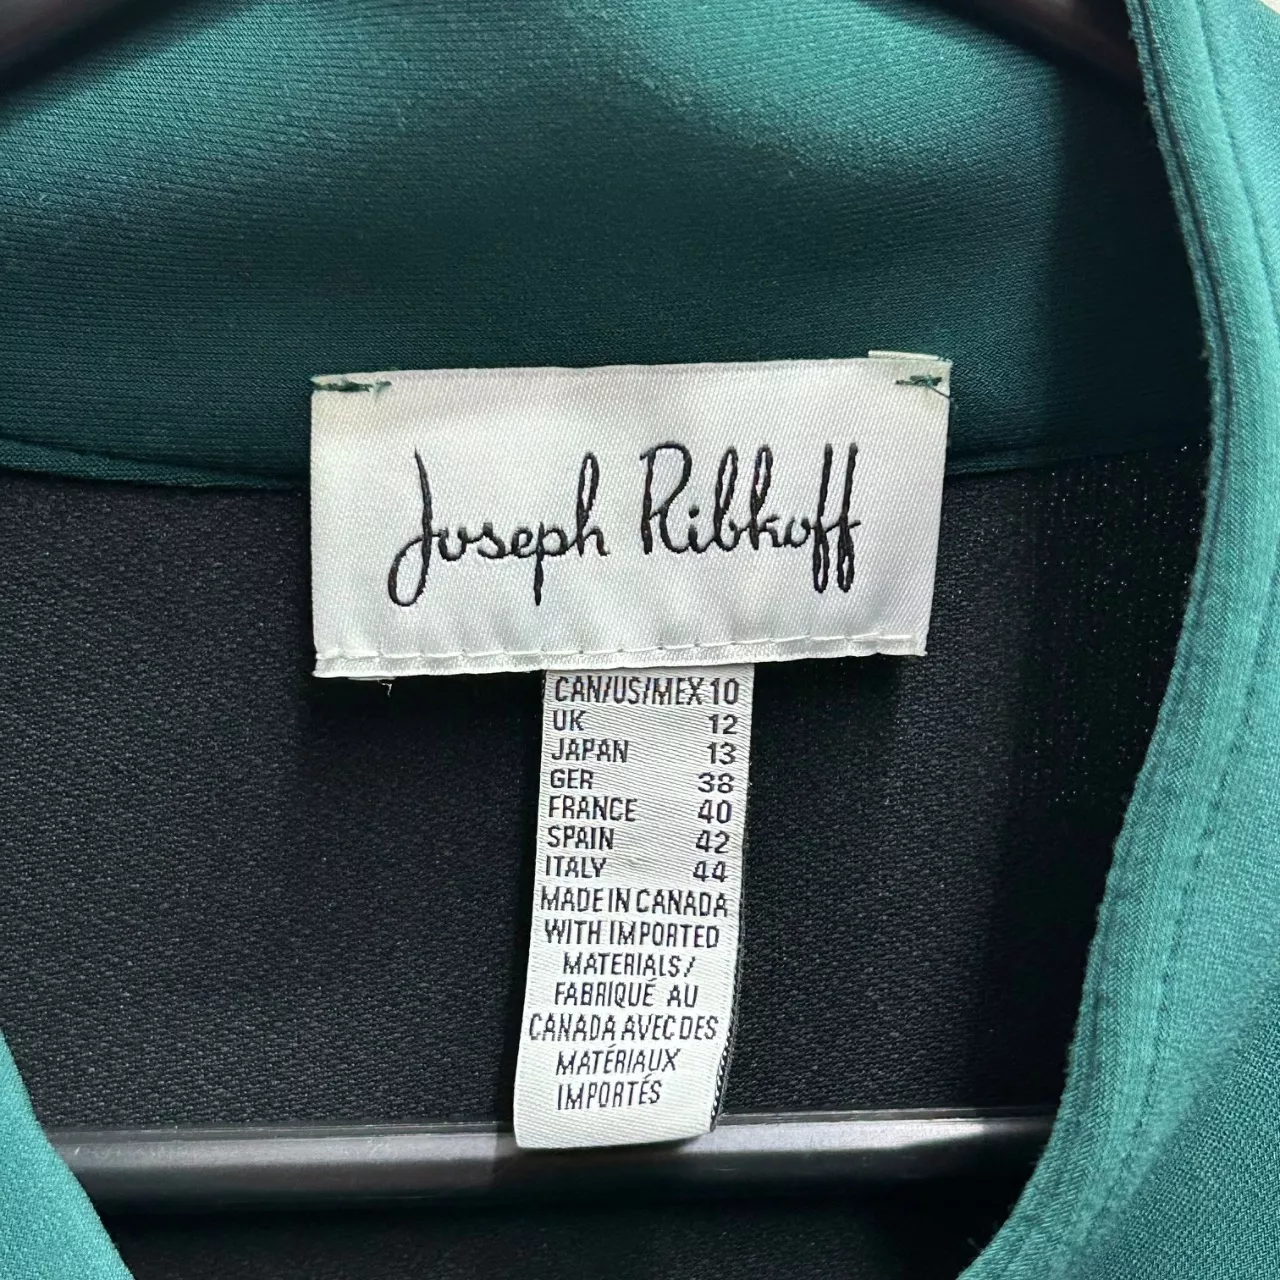 Joseph Ribkoff
CAN/US/MEX 10
UK 12
JAPAN 13
GER 38
FRANCE 40
SPAIN 42
ITALY 44
MADE IN CANADA
WITH IMPORTED
MATERIALS/
FABRIQUÉ AU
CANADA AVEC DES
MATÉRIAUX
IMPORTÉS